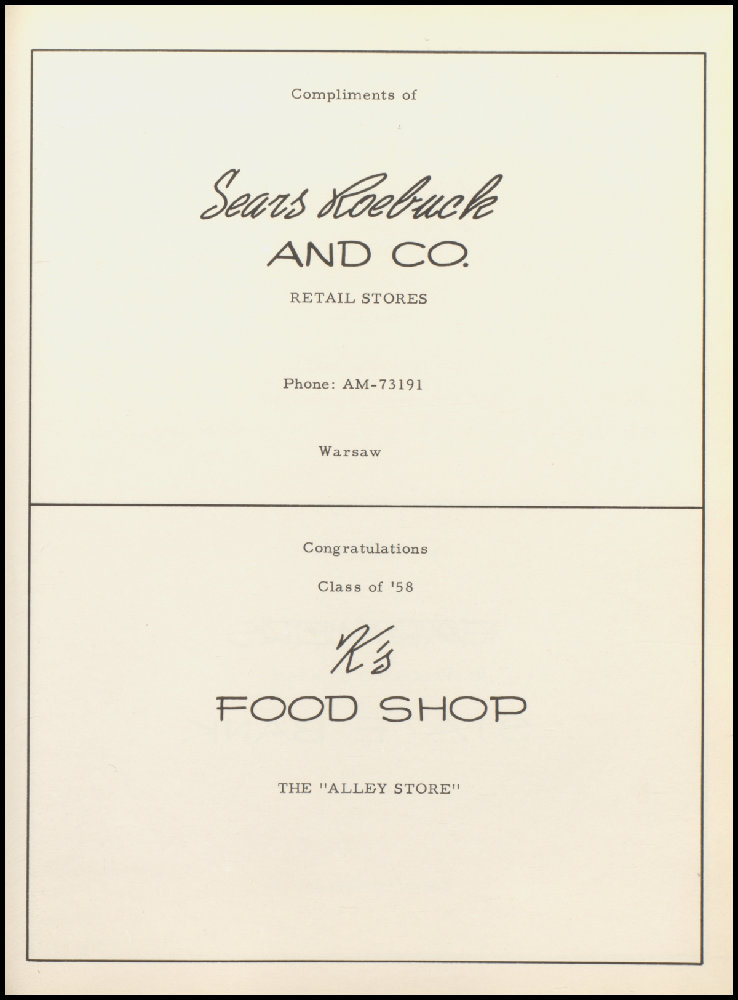 Compliments of
Sears Roebuck
AND CO.
RETAIL STORES
Phone: AM-73191
Warsaw
Congratulations
Class of '58
K's
FOOD SHOP
THE "ALLEY STORE"